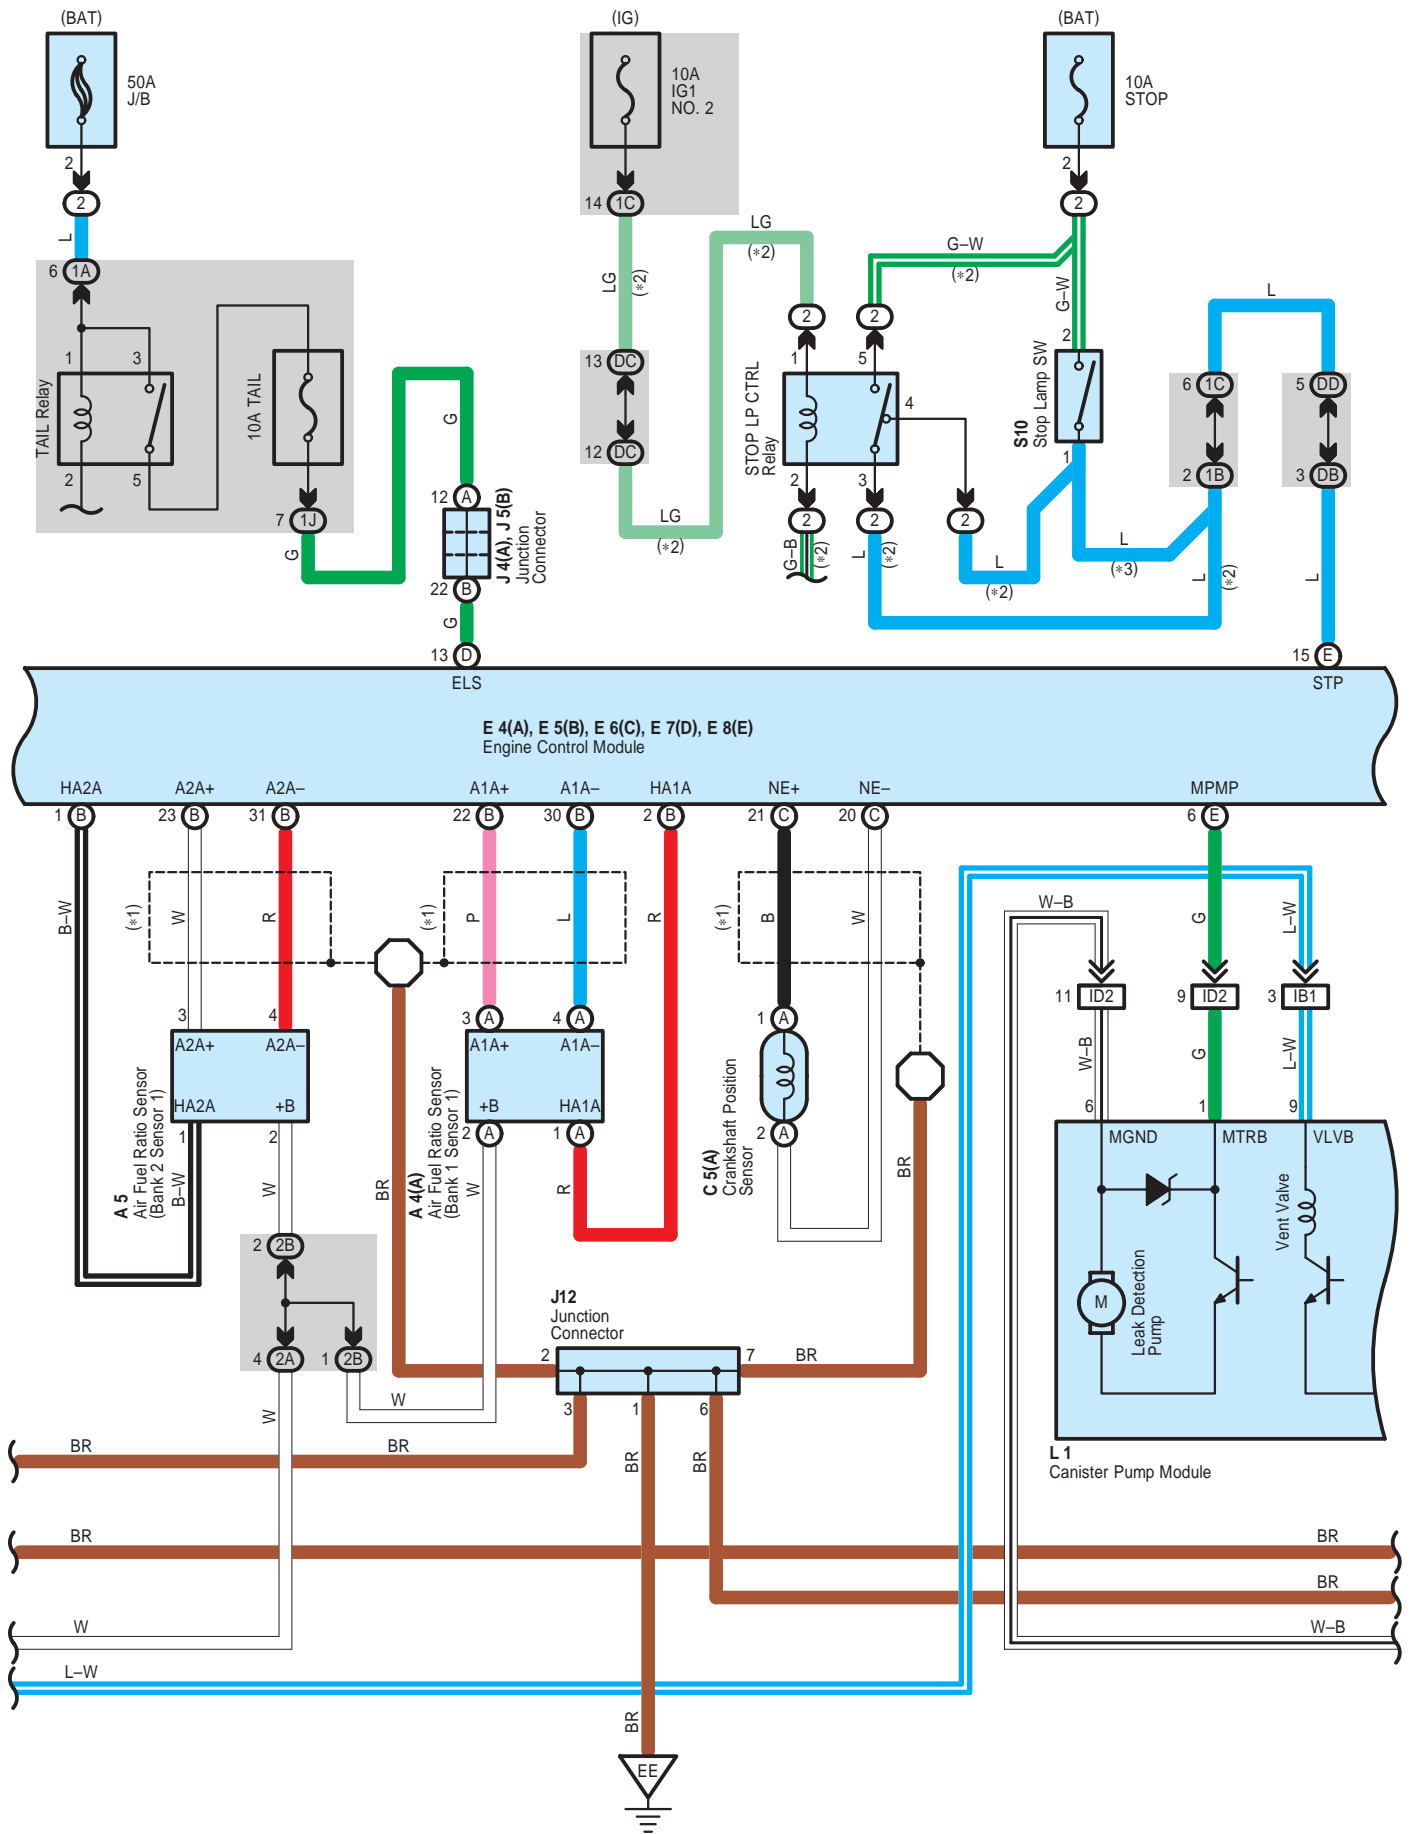 (BAT)
(IG)
(BAT)
50A
J/B
10A
IG1
NO. 2
10A
STOP
2
2
2
14 1C
2
2
L
6 1A
LG
(∗2)
LG
(∗2)
G–W
(∗2)
G–W
L
1
3
TAIL Relay
10A TAIL
2
5
7 1J
G
G
12 A
J 4(A), J 5(B)
Junction
Connector
22 B
G
13 D
13 DC
12 DC
LG
(∗2)
2
2
1
5
4
STOP LP CTRL
Relay
2
3
2
2
2
G–B
(∗2)
L
(∗2)
L
(∗2)
2
S10
Stop Lamp SW
1
L
(∗3)
6 1C
2 1B
L
(∗2)
5 DD
3 DB
L
15 E
ELS
STP
E 4(A), E 5(B), E 6(C), E 7(D), E 8(E)
Engine Control Module
HA2A
A2A+
A2A–
A1A+
A1A–
HA1A
NE+
NE–
MPMP
1 B
23 B
31 B
22 B
30 B
2 B
21 C
20 C
6 E
B–W
(∗1)
W
R
(∗1)
P
L
R
(∗1)
B
W
W–B
G
L–W
11 ID2
9 ID2
3 IB1
W–B
G
L–W
3
4
3 A
4 A
1 A
6
1
9
A2A+
A2A–
HA2A
+B
1
2
A 5
Air Fuel Ratio Sensor
(Bank 2 Sensor 1)
B–W
W
A1A+
A1A–
+B
HA1A
2 A
1 A
BR
A 4(A)
Air Fuel Ratio Sensor
(Bank 1 Sensor 1)
W
R
2 A
C 5(A)
Crankshaft Position
Sensor
BR
MGND
MTRB
VLVB
Vent Valve
M
Leak Detection
Pump
L 1
Canister Pump Module
2 2B
4 2A
1 2B
W
W
J12
Junction
Connector
2
7
BR
3
1
6
BR
BR
BR
BR
BR
BR
BR
W
W–B
L–W
BR
EE